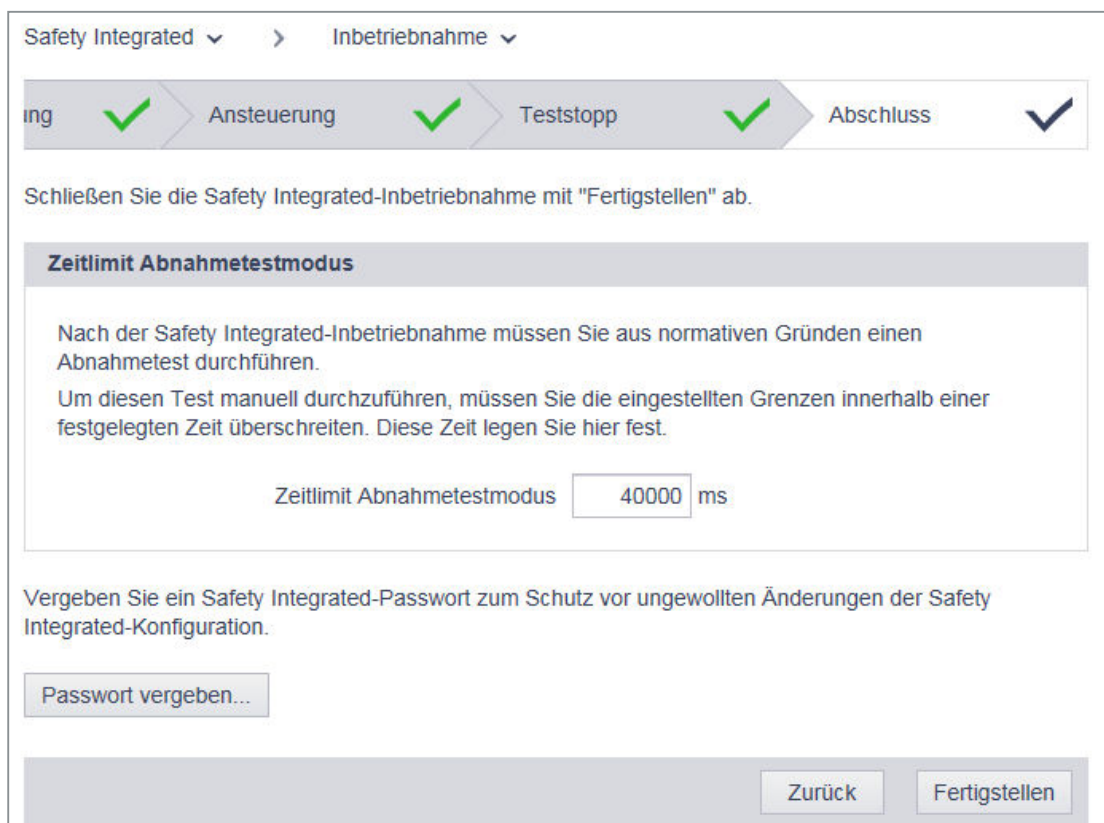 Safety Integrated > Inbetriebnahme
ung Ansteuerung Teststopp Abschluss
Schließen Sie die Safety Integrated-Inbetriebnahme mit "Fertigstellen" ab.
Zeitlimit Abnahmetestmodus
Nach der Safety Integrated-Inbetriebnahme müssen Sie aus normativen Gründen einen
Abnahmetest durchführen.
Um diesen Test manuell durchzuführen, müssen Sie die eingestellten Grenzen innerhalb einer
festgelegten Zeit überschreiten. Diese Zeit legen Sie hier fest.
Zeitlimit Abnahmetestmodus 40000 ms
Vergeben Sie ein Safety Integrated-Passwort zum Schutz vor ungewollten Änderungen der Safety
Integrated-Konfiguration.
Passwort vergeben...
Zurück Fertigstellen